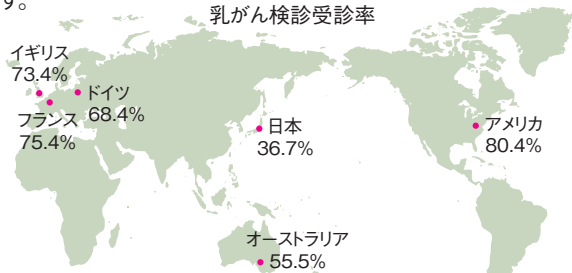 す。
乳がん検診受診率
イギリス
73.4%
ドイツ
68.4%
フランス
75.4%
日本
36.7%
アメリカ
80.4%
オーストラリア
55.5%